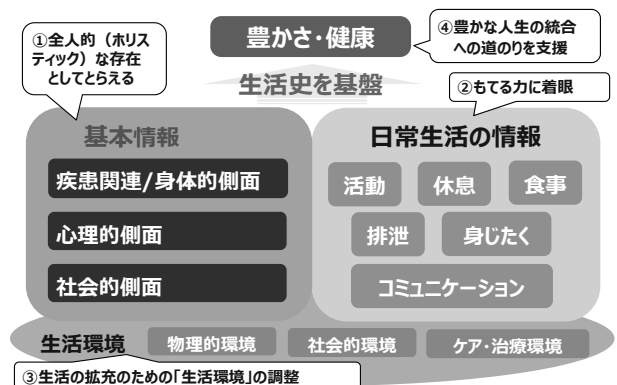 ①全人的（ホリス
ティック）な存在
としてとらえる
豊かさ・健康
④豊かな人生の統合
への道のりを支援
生活史を基盤
②もてる力に着眼
基本情報
疾患関連/身体的側面
心理的側面
社会的側面
日常生活の情報
活動
休息
食事
排泄
身じたく
コミュニケーション
生活環境
物理的環境
社会的環境
ケア・治療環境
③生活の拡充のための「生活環境」の調整